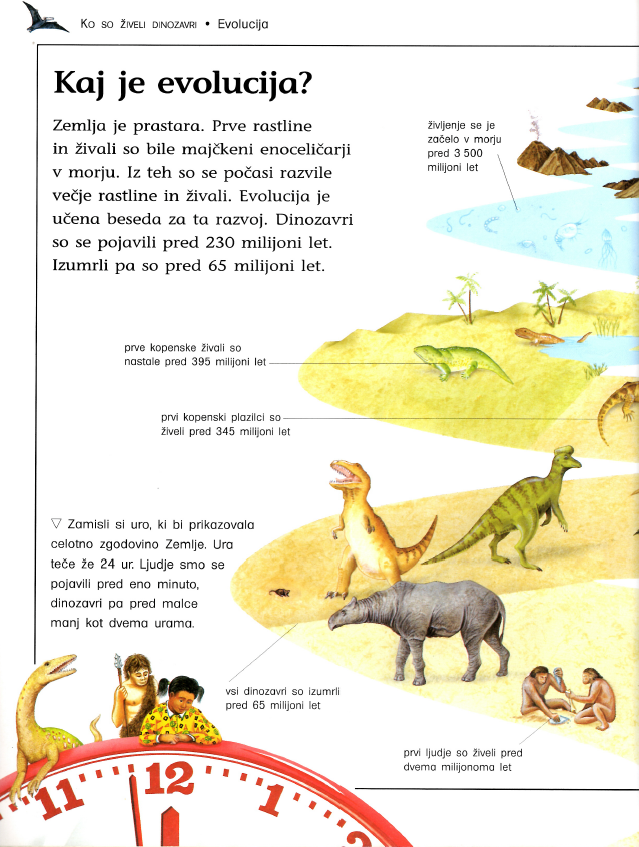 Ko so živeli dinozavri • Evolucija
Kaj je evolucija?
Zemlja je prastara. Prve rastline
in živali so bile majčkeni enoceličarji
v morju. Iz teh so se počasi razvile
večje rastline in živali. Evolucija je
učena beseda za ta razvoj. Dinozavri
so se pojavili pred 230 milijoni let.
Izumrli pa so pred 65 milijoni let.
življenje se je
začelo v morju
pred 3 500
milijoni let
prve kopenske živali so
nastale pred 395 milijoni let
prvi kopenski plazilci so
živeli pred 345 milijoni let
▽ Zamisli si uro, ki bi prikazovala
celotno zgodovino Zemlje. Ura
teče že 24 ur. Ljudje smo se
pojavili pred eno minuto,
dinozavri pa pred malce
manj kot dvema urama.
vsi dinozavri so izumrli
pred 65 milijoni let
prvi ljudje so živeli pred
dvema milijonoma let
11 12 1 2